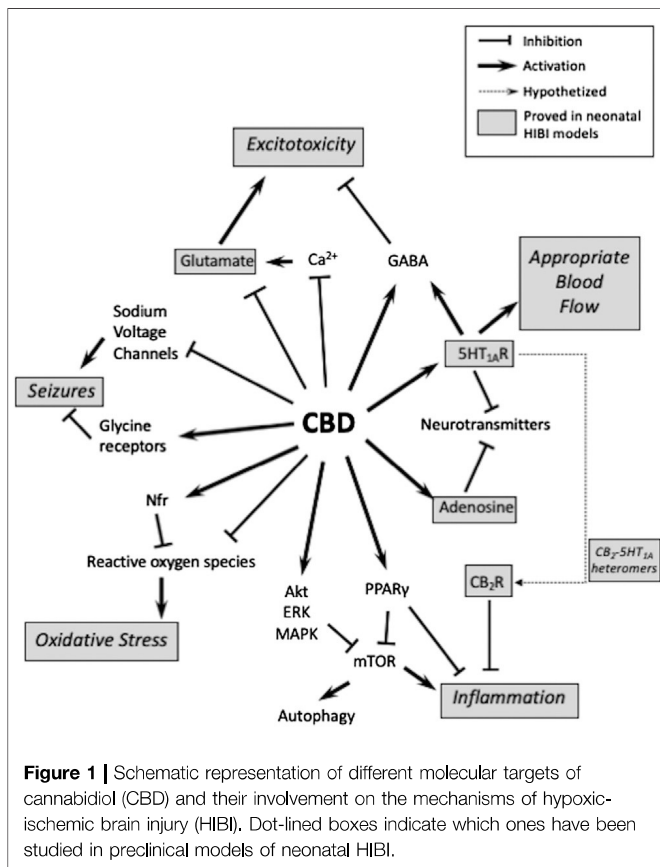 Inhibition
Activation
Hypothetized
Proved in neonatal
HIBI models
Excitotoxicity
Glutamate
Ca²⁺
GABA
Appropriate
Blood
Flow
Sodium
Voltage
Channels
5HT₁ₐR
Seizures
CBD
Neurotransmitters
Glycine
receptors
Nfr
Adenosine
Reactive oxygen species
CB₂-5HT₁ₐ
heteromers
CB₂R
Akt
ERK
MAPK
PPARγ
Oxidative Stress
mTOR
Inflammation
Autophagy
Figure 1 | Schematic representation of different molecular targets of
cannabidiol (CBD) and their involvement on the mechanisms of hypoxic-
ischemic brain injury (HIBI). Dot-lined boxes indicate which ones have been
studied in preclinical models of neonatal HIBI.